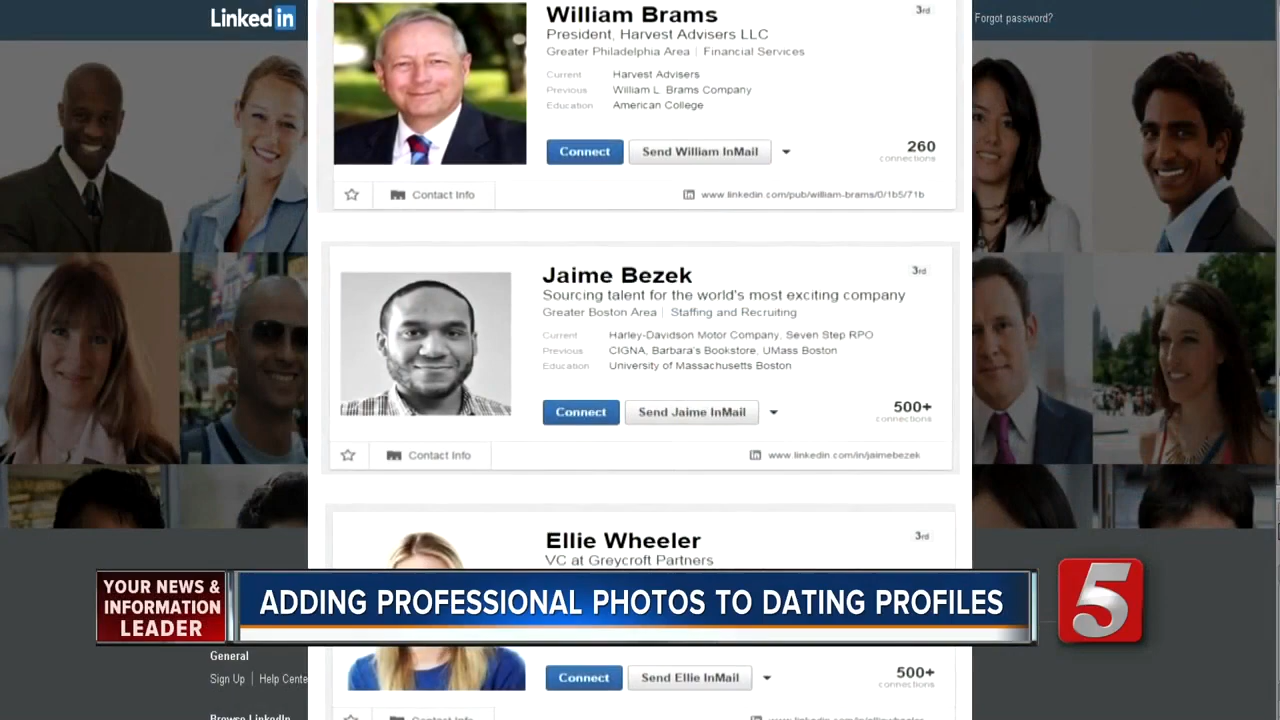 Linked in
Forgot password?
William Brams
3rd
President, Harvest Advisers LLC
Greater Philadelphia Area | Financial Services
Current Harvest Advisers
Previous William L. Brams Company
Education American College
Connect Send William InMail
260
connections
Contact Info www.linkedin.com/pub/william-brams/0/1b5/71b
Jaime Bezek
3rd
Sourcing talent for the world's most exciting company
Greater Boston Area | Staffing and Recruiting
Current Harley-Davidson Motor Company, Seven Step RPO
Previous CIGNA, Barbara's Bookstore, UMass Boston
Education University of Massachusetts Boston
Connect Send Jaime InMail
500+
connections
Contact Info www.linkedin.com/in/jaimebezek
Ellie Wheeler
3rd
VC at Greycroft Partners
YOUR NEWS &
INFORMATION
LEADER
ADDING PROFESSIONAL PHOTOS TO DATING PROFILES
5
General
Sign Up | Help Cente
Connect Send Ellie InMail
500+
connections
Browse LinkedIn
Contact Info